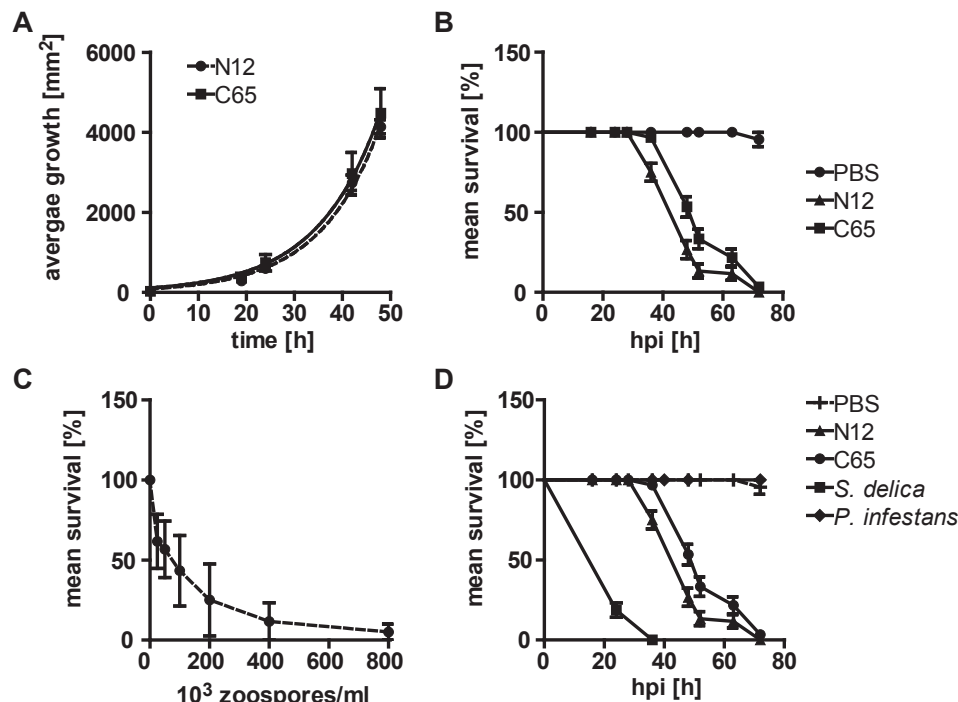 A
avergae growth [mm²]
6000
4000
2000
0
0 10 20 30 40 50
time [h]
N12
C65
B
mean survival [%]
150
100
50
0
0 20 40 60 80
hpi [h]
PBS
N12
C65
C
mean survival [%]
150
100
50
0
0 200 400 600 800
10³ zoospores/ml
D
mean survival [%]
150
100
50
0
0 20 40 60 80
hpi [h]
PBS
N12
C65
S. delica
P. infestans